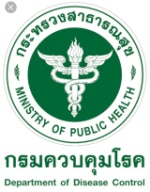 กระทรวงสาธารณสุข
MINISTRY OF PUBLIC HEALTH
กรมควบคุมโรค
Department of Disease Control